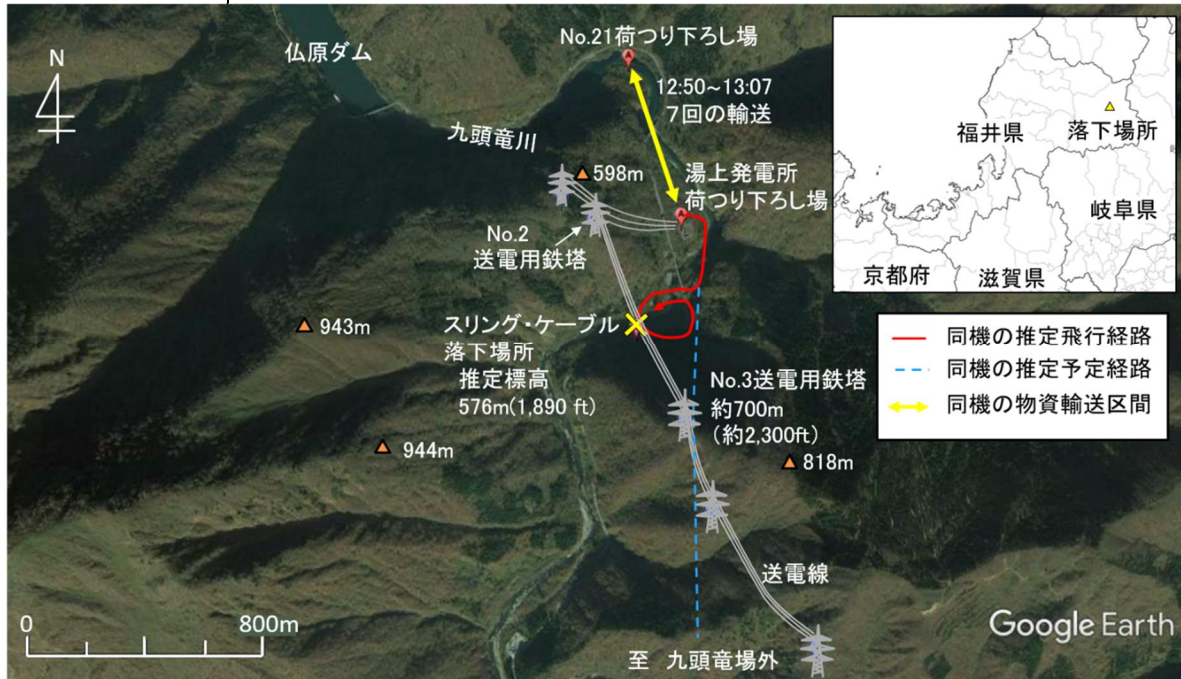 No.21荷つり下ろし場
仏原ダム
N
12:50~13:07
7回の輸送
九頭竜川
598m
湯上発電所
荷つり下ろし場
No.2
送電用鉄塔
943m
スリング・ケーブル
落下場所
推定標高
576m(1,890 ft)
No.3送電用鉄塔
約700m
(約2,300ft)
944m
818m
送電線
0
800m
至 九頭竜場外
Google Earth
福井県
落下場所
岐阜県
京都府
滋賀県
同機の推定飛行経路
同機の推定予定経路
同機の物資輸送区間
A
A